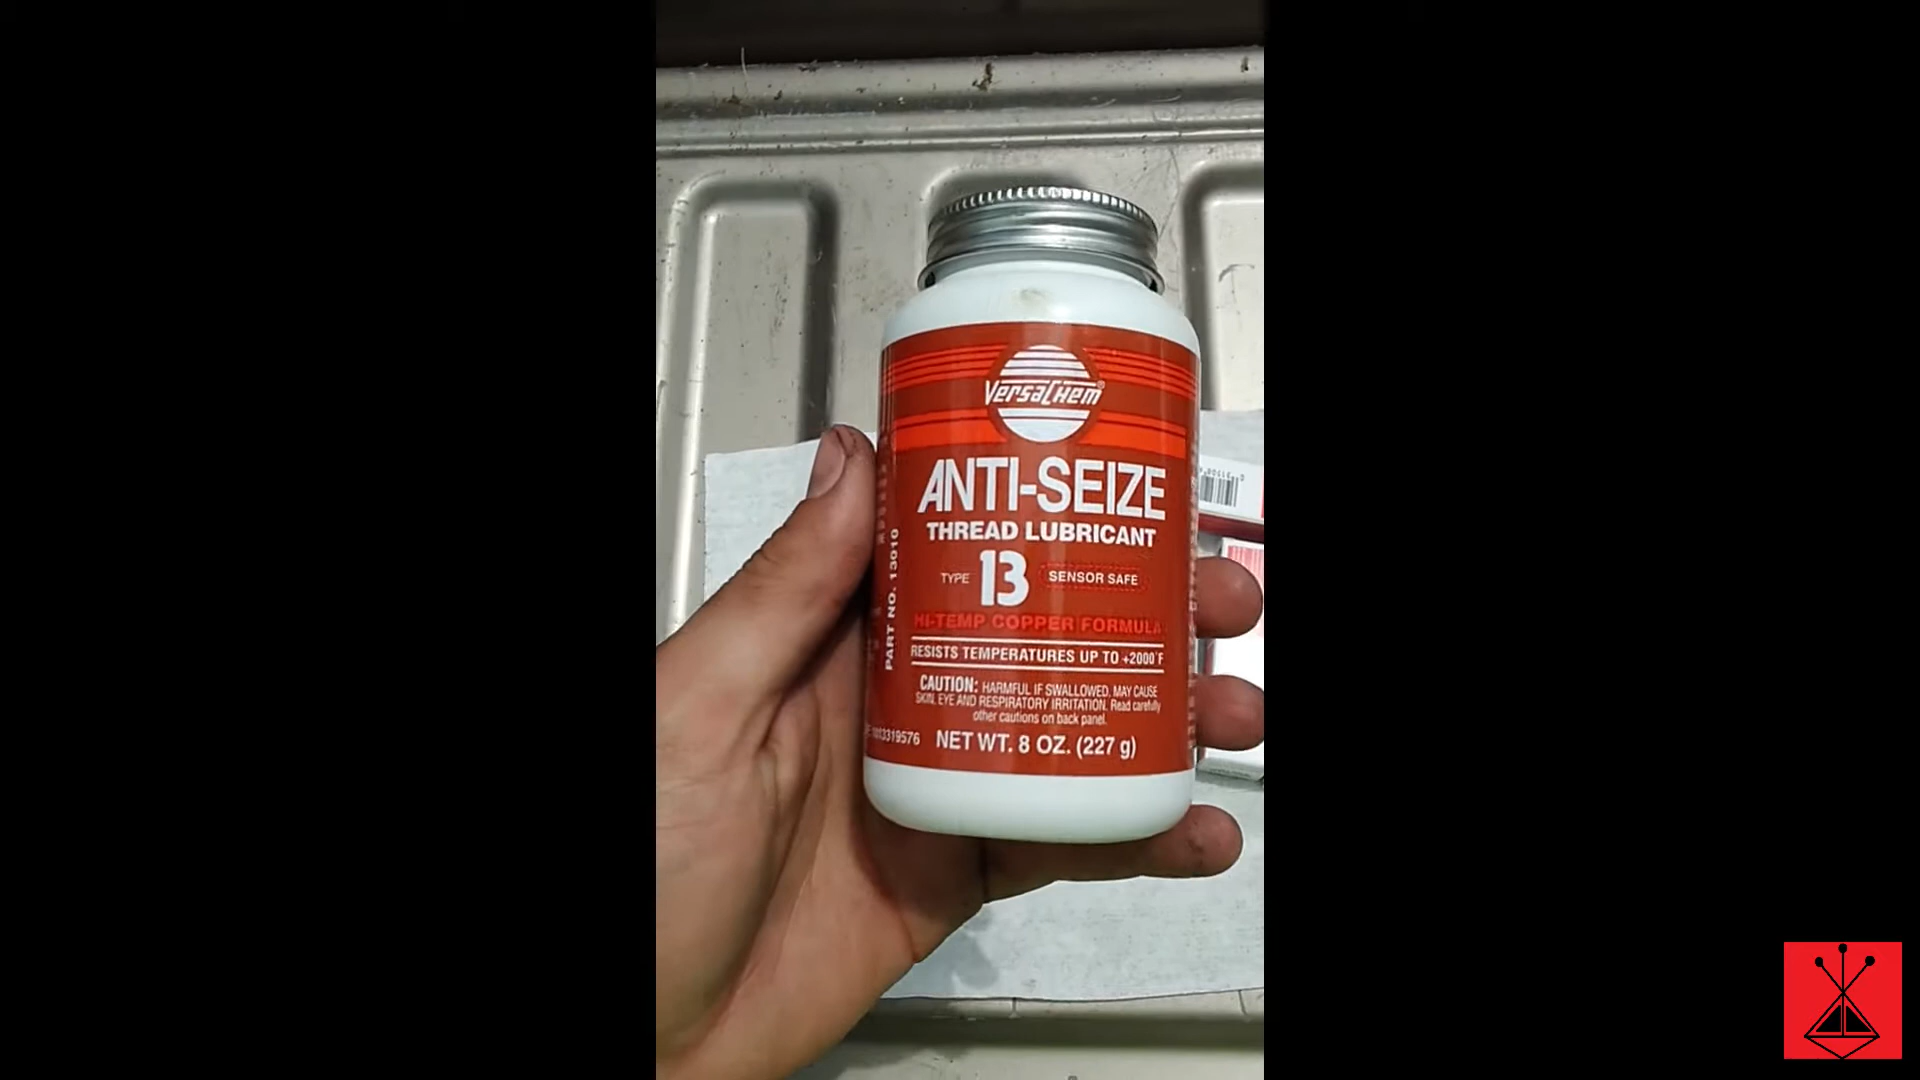 VersaChem®
ANTI-SEIZE
THREAD LUBRICANT
TYPE 13 SENSOR SAFE
HI-TEMP COPPER FORMULA
RESISTS TEMPERATURES UP TO +2000°F
CAUTION: HARMFUL IF SWALLOWED. MAY CAUSE
SKIN, EYE AND RESPIRATORY IRRITATION. Read carefully
other cautions on back panel.
NET WT. 8 OZ. (227 g)
PART NO. 13010